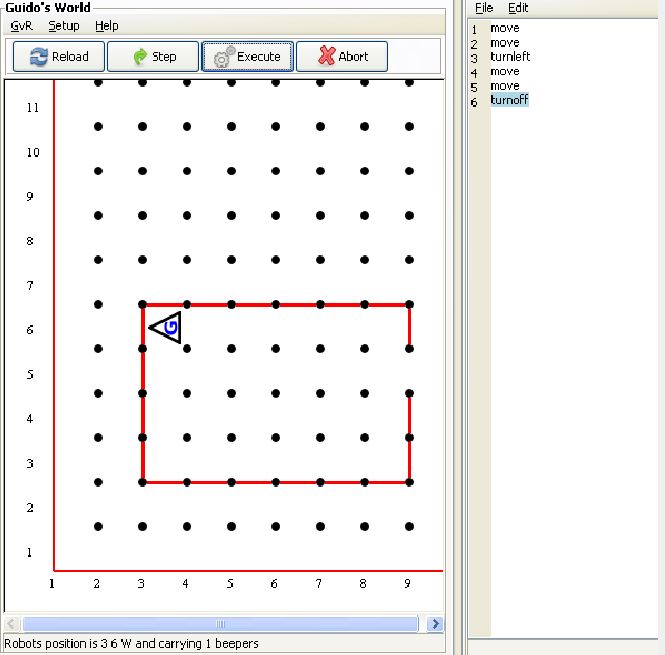 Guido's World
GvR Setup Help
Reload Step Execute Abort
11
10
9
8
7
6
G
5
4
3
2
1
1 2 3 4 5 6 7 8 9
Robots position is 3 6 W and carrying 1 beepers
File Edit
1 move
2 move
3 turnleft
4 move
5 move
6 turnoff